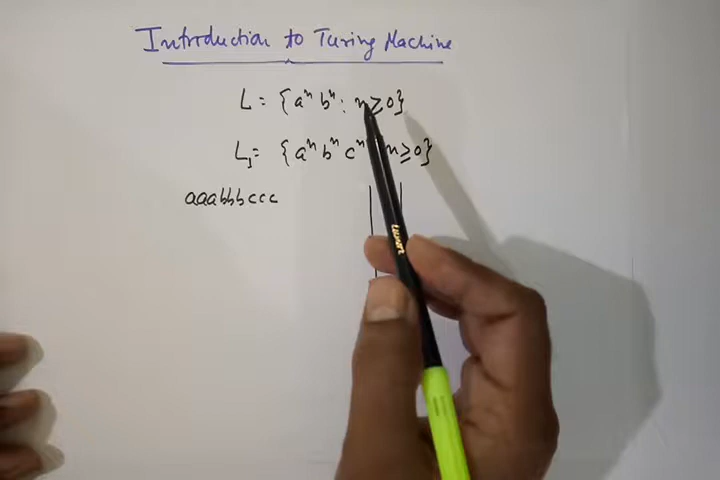 Introduction to Turing Machine
L = {aⁿ bⁿ : n ≥ 0}
L₁ = {aⁿ bⁿ cⁿ n ≥ 0}
aaabbbccc